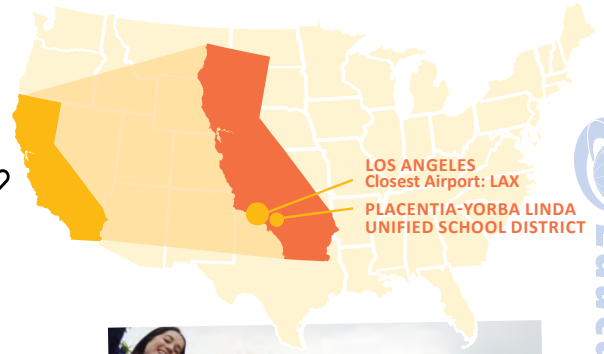 LOS ANGELES
Closest Airport: LAX
PLACENTIA-YORBA LINDA
UNIFIED SCHOOL DISTRICT